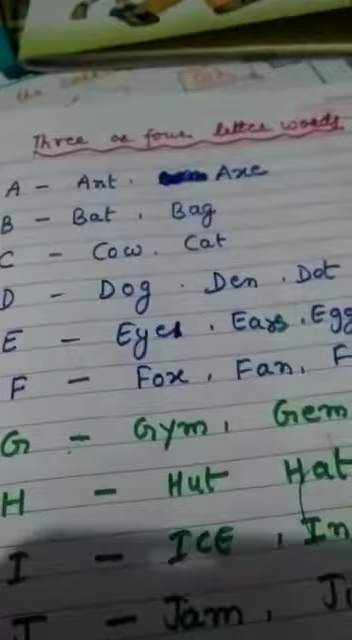 Three or four letter words
A - Ant. Axe
B - Bat, Bag
C - Cow. Cat
D - Dog. Den. Dot
E - Eyes, Ears, Egg
F - Fox, Fan, F
G - Gym, Gem
H - Hut Hat
I - ICE, In
J - Jam,